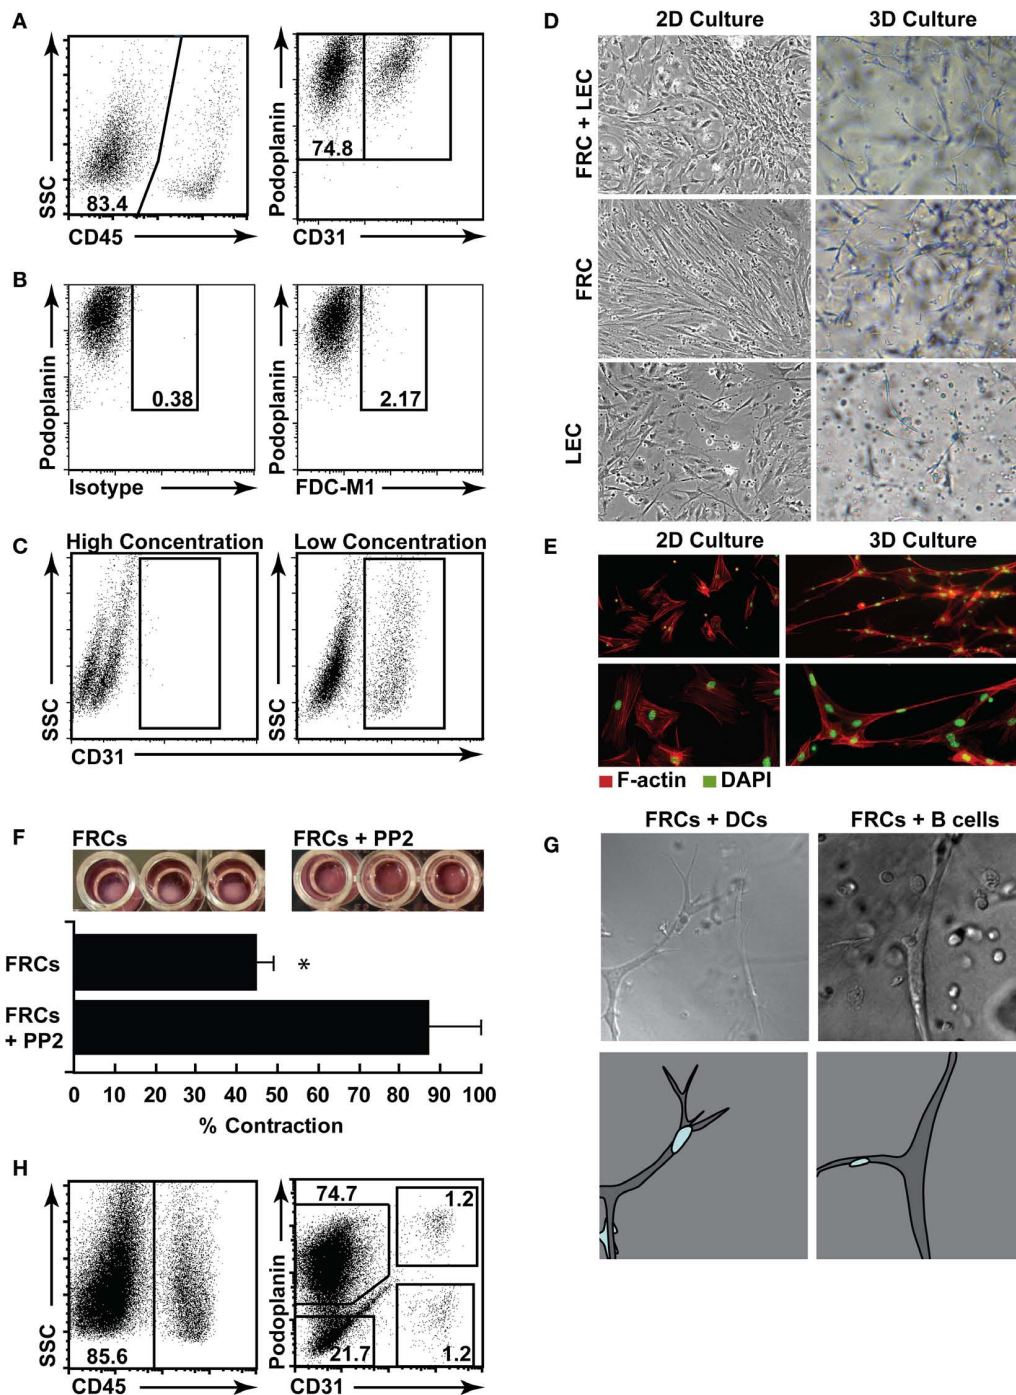 A
SSC
83.4
CD45
Podoplanin
74.8
CD31
B
Podoplanin
0.38
Isotype
Podoplanin
2.17
FDC-M1
C
High Concentration
Low Concentration
SSC
SSC
CD31
D
2D Culture
3D Culture
FRC + LEC
FRC
LEC
E
2D Culture
3D Culture
F-actin
DAPI
F
FRCs
FRCs + PP2
FRCs
*
FRCs
+ PP2
0 10 20 30 40 50 60 70 80 90 100
% Contraction
G
FRCs + DCs
FRCs + B cells
H
SSC
85.6
CD45
Podoplanin
74.7
1.2
21.7
1.2
CD31